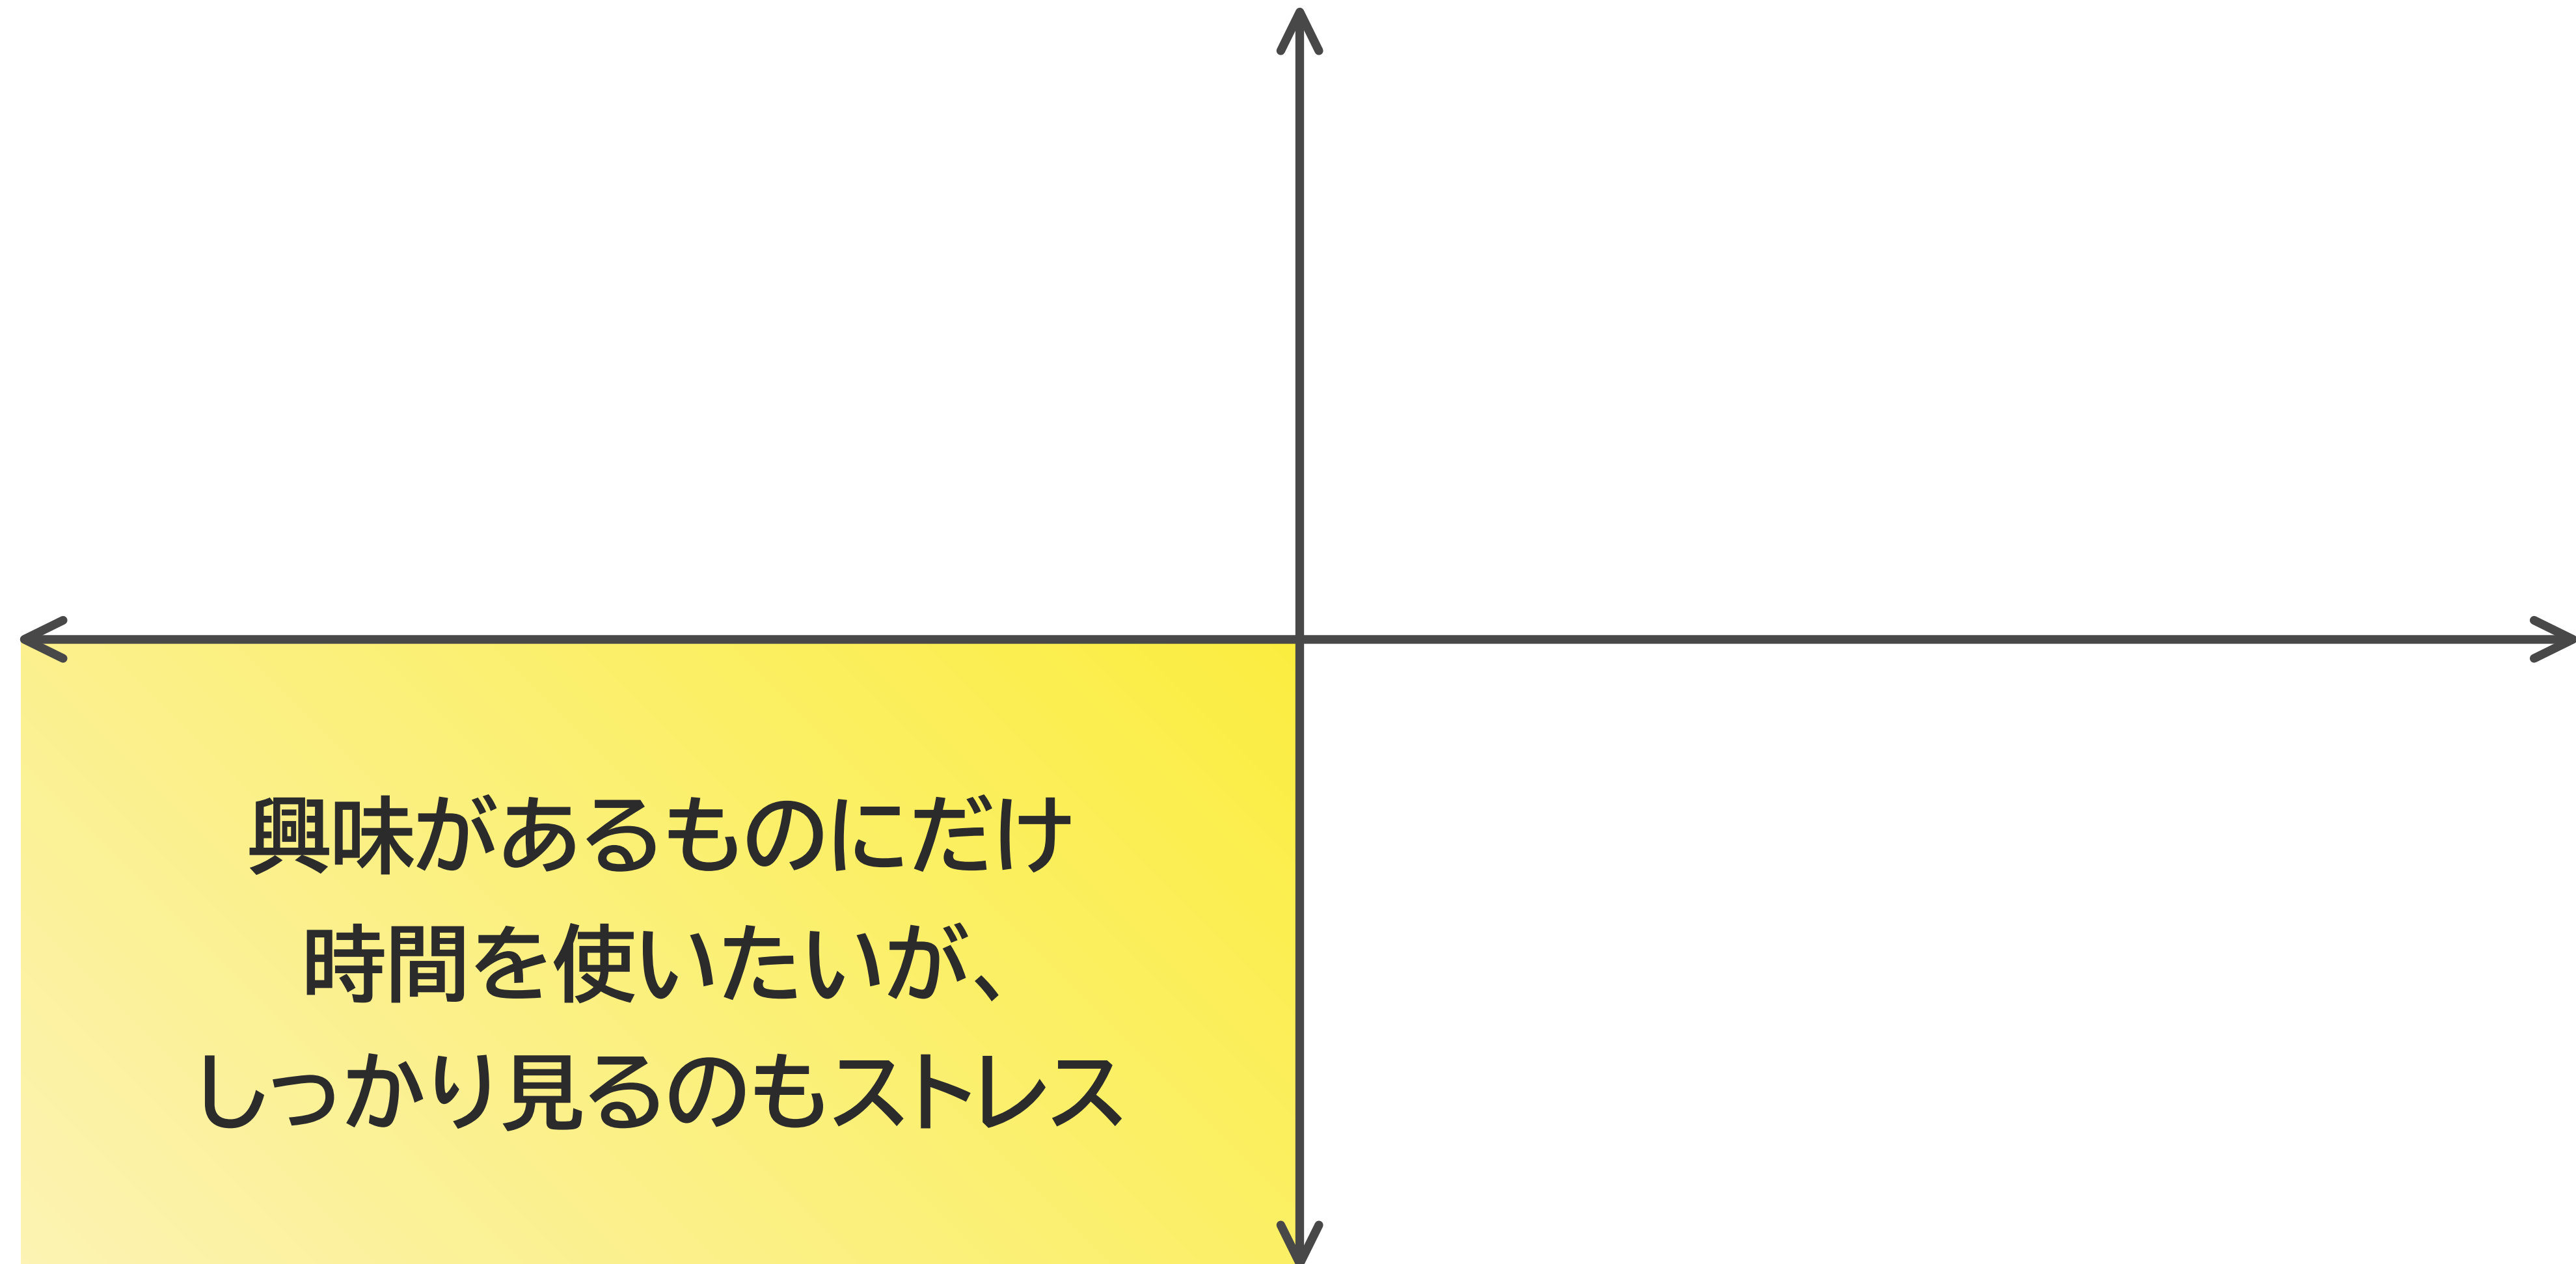 興味があるものにだけ
時間を使いたいが、
しっかり見るのもストレス